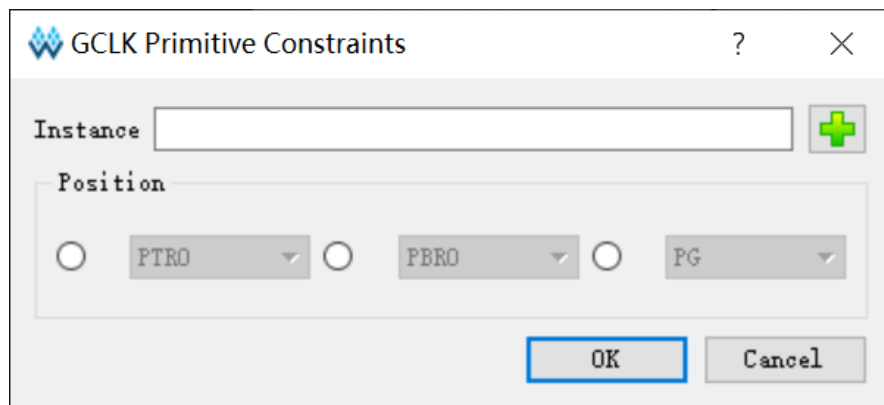 GCLK Primitive Constraints ?
Instance
Position
PTR0 PBR0 PG
OK Cancel